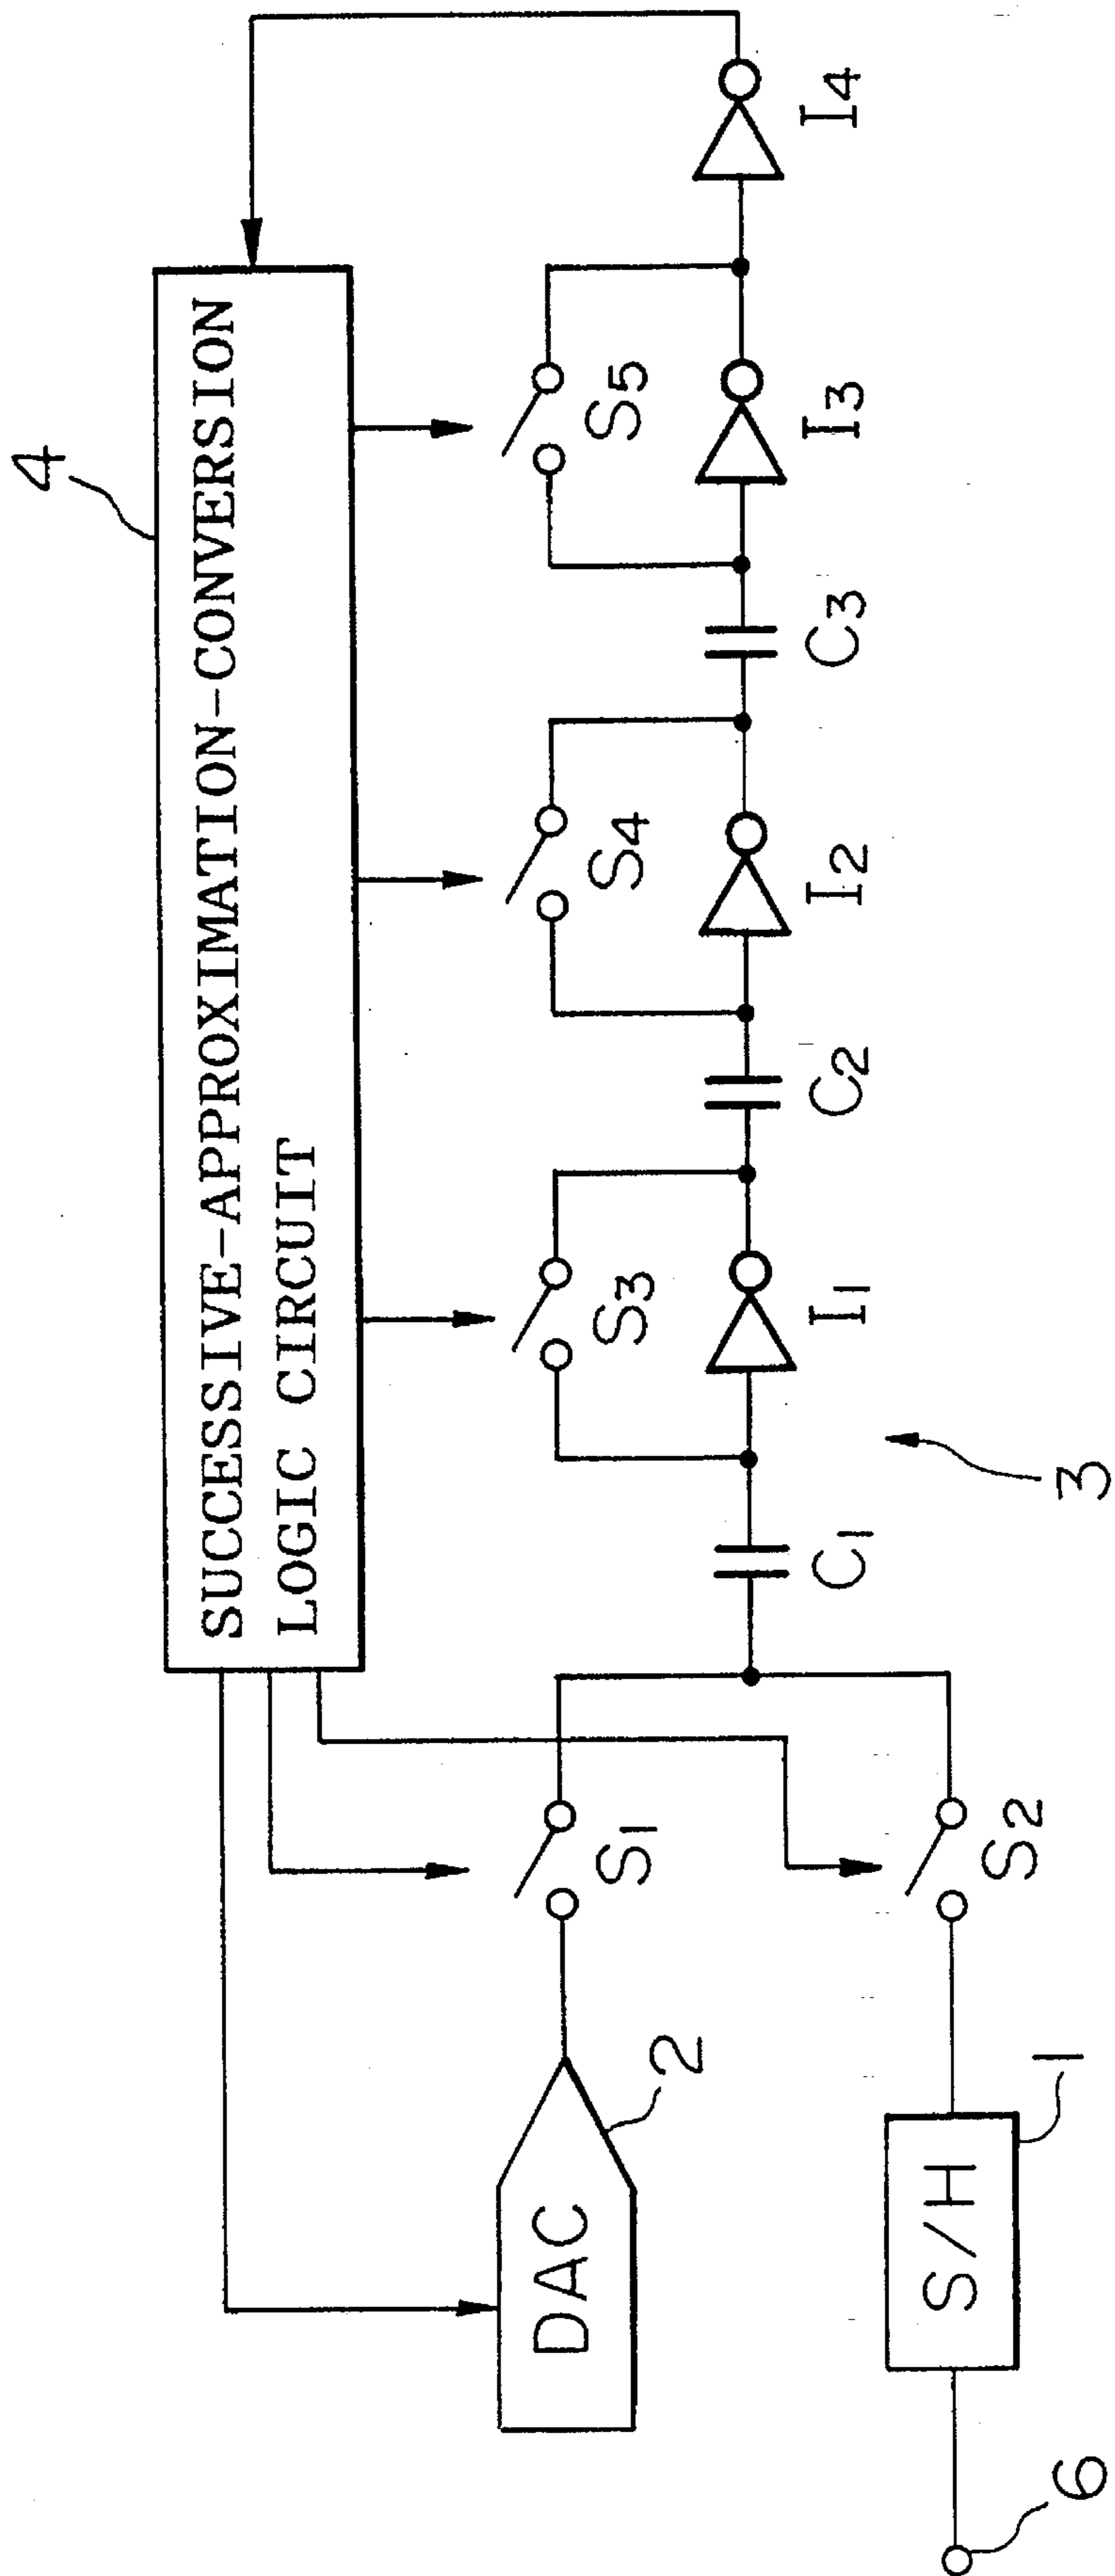 4
SUCCESSIVE-APPROXIMATION-CONVERSION
LOGIC CIRCUIT
S3
S4
S5
DAC
2
S1
C1
I1
C2
I2
C3
I3
I4
S/H
1
S2
3
6